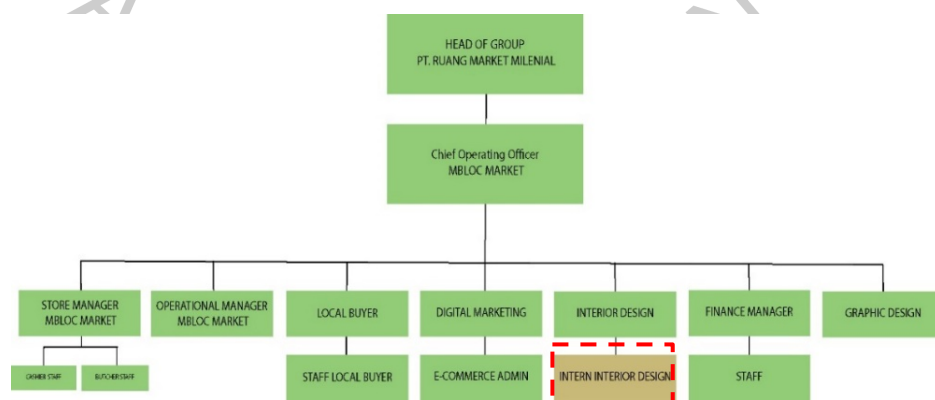 HEAD OF GROUP
PT. RUANG MARKET MILENIAL
Chief Operating Officer
MBLOC MARKET
STORE MANAGER
MBLOC MARKET
OPERATIONAL MANAGER
MBLOC MARKET
LOCAL BUYER
DIGITAL MARKETING
INTERIOR DESIGN
FINANCE MANAGER
GRAPHIC DESIGN
CASHIER STAFF
BUTCHER STAFF
STAFF LOCAL BUYER
E-COMMERCE ADMIN
INTERN INTERIOR DESIGN
STAFF